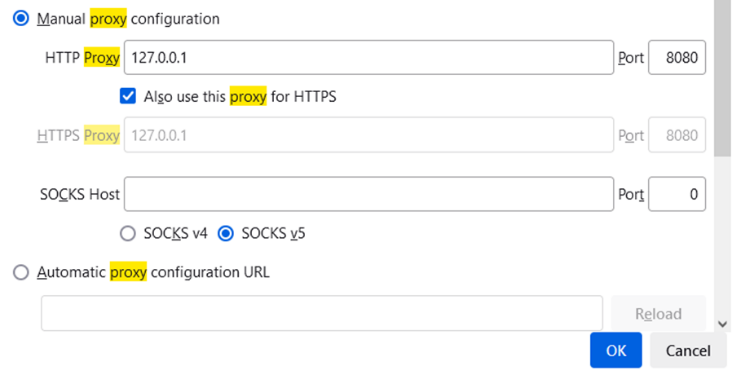 Manual proxy configuration
HTTP Proxy 127.0.0.1 Port 8080
Also use this proxy for HTTPS
HTTPS Proxy 127.0.0.1 Port 8080
SOCKS Host Port 0
SOCKS v4 SOCKS v5
Automatic proxy configuration URL
Reload
OK Cancel